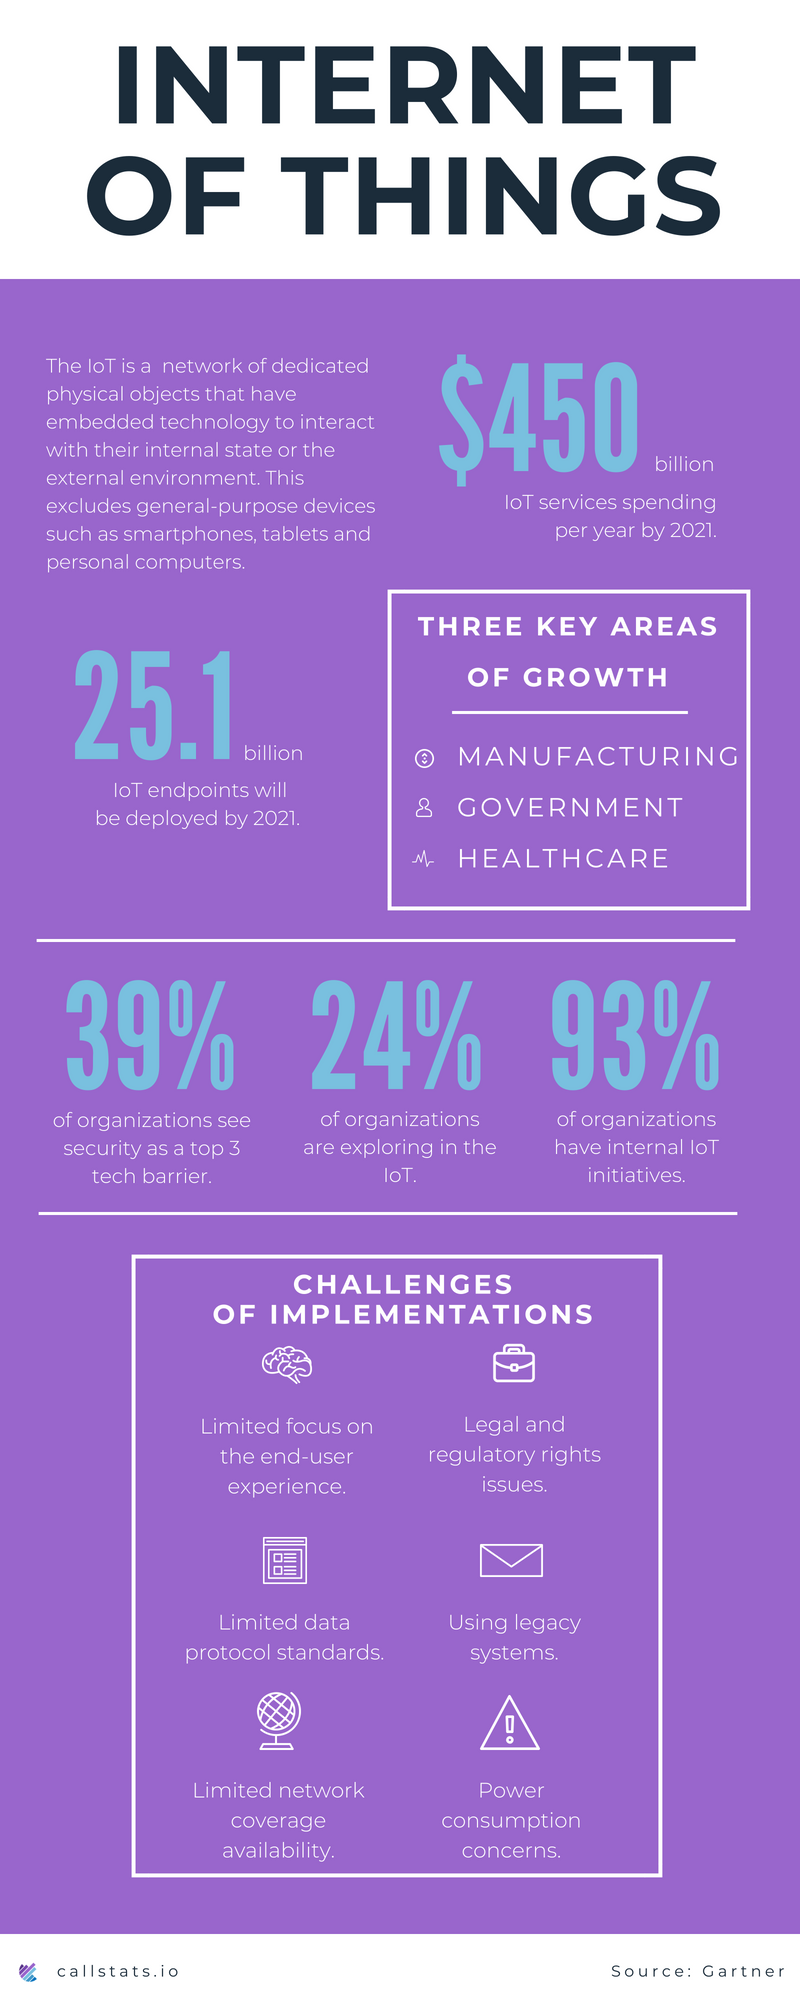 INTERNET
OF THINGS
The IoT is a network of dedicated
physical objects that have
embedded technology to interact
with their internal state or the
external environment. This
excludes general-purpose devices
such as smartphones, tablets and
personal computers.
$450 billion
IoT services spending
per year by 2021.
25.1 billion
IoT endpoints will
be deployed by 2021.
THREE KEY AREAS
OF GROWTH
MANUFACTURING
GOVERNMENT
HEALTHCARE
39%
of organizations see
security as a top 3
tech barrier.
24%
of organizations
are exploring in the
IoT.
93%
of organizations
have internal IoT
initiatives.
CHALLENGES
OF IMPLEMENTATIONS
Limited focus on
the end-user
experience.
Legal and
regulatory rights
issues.
Limited data
protocol standards.
Using legacy
systems.
Limited network
coverage
availability.
Power
consumption
concerns.
callstats.io
Source: Gartner